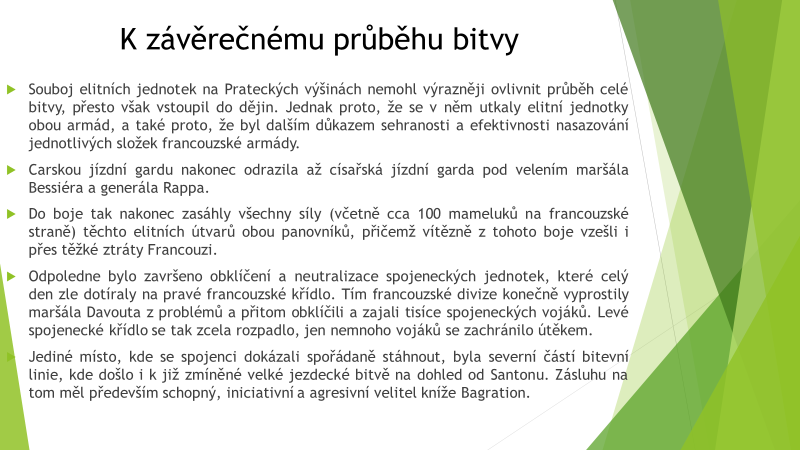 K závěrečnému průběhu bitvy
Souboj elitních jednotek na Prateckých výšinách nemohl výrazněji ovlivnit průběh celé
bitvy, přesto však vstoupil do dějin. Jednak proto, že se v něm utkaly elitní jednotky
obou armád, a také proto, že byl dalším důkazem sehranosti a efektivnosti nasazování
jednotlivých složek francouzské armády.
Carskou jízdní gardu nakonec odrazila až císařská jízdní garda pod velením maršála
Bessiéra a generála Rappa.
Do boje tak nakonec zasáhly všechny síly (včetně cca 100 mameluků na francouzské
straně) těchto elitních útvarů obou panovníků, přičemž vítězně z tohoto boje vzešli i
přes těžké ztráty Francouzi.
Odpoledne bylo završeno obklíčení a neutralizace spojeneckých jednotek, které celý
den zle dotíraly na pravé francouzské křídlo. Tím francouzské divize konečně vyprostily
maršála Davouta z problémů a přitom obklíčili a zajali tisíce spojeneckých vojáků. Levé
spojenecké křídlo se tak zcela rozpadlo, jen nemnoho vojáků se zachránilo útěkem.
Jediné místo, kde se spojenci dokázali spořádaně stáhnout, byla severní částí bitevní
linie, kde došlo i k již zmíněné velké jezdecké bitvě na dohled od Santonu. Zásluhu na
tom měl především schopný, iniciativní a agresivní velitel kníže Bagration.